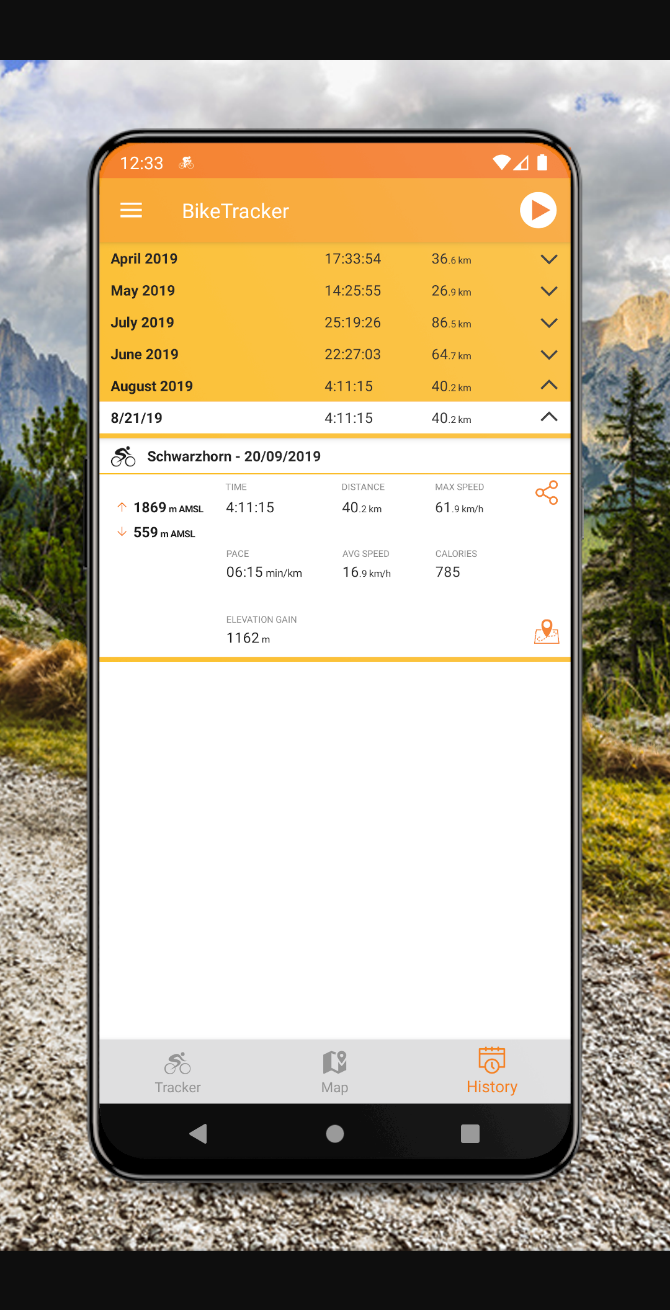 12:33
BikeTracker
April 2019 17:33:54 36.6 km
May 2019 14:25:55 26.9 km
July 2019 25:19:26 86.5 km
June 2019 22:27:03 64.7 km
August 2019 4:11:15 40.2 km
8/21/19 4:11:15 40.2 km
Schwarzhorn - 20/09/2019
TIME DISTANCE MAX SPEED
1869 m AMSL 4:11:15 40.2 km 61.9 km/h
559 m AMSL
PACE AVG SPEED CALORIES
06:15 min/km 16.9 km/h 785
ELEVATION GAIN
1162 m
Tracker Map History